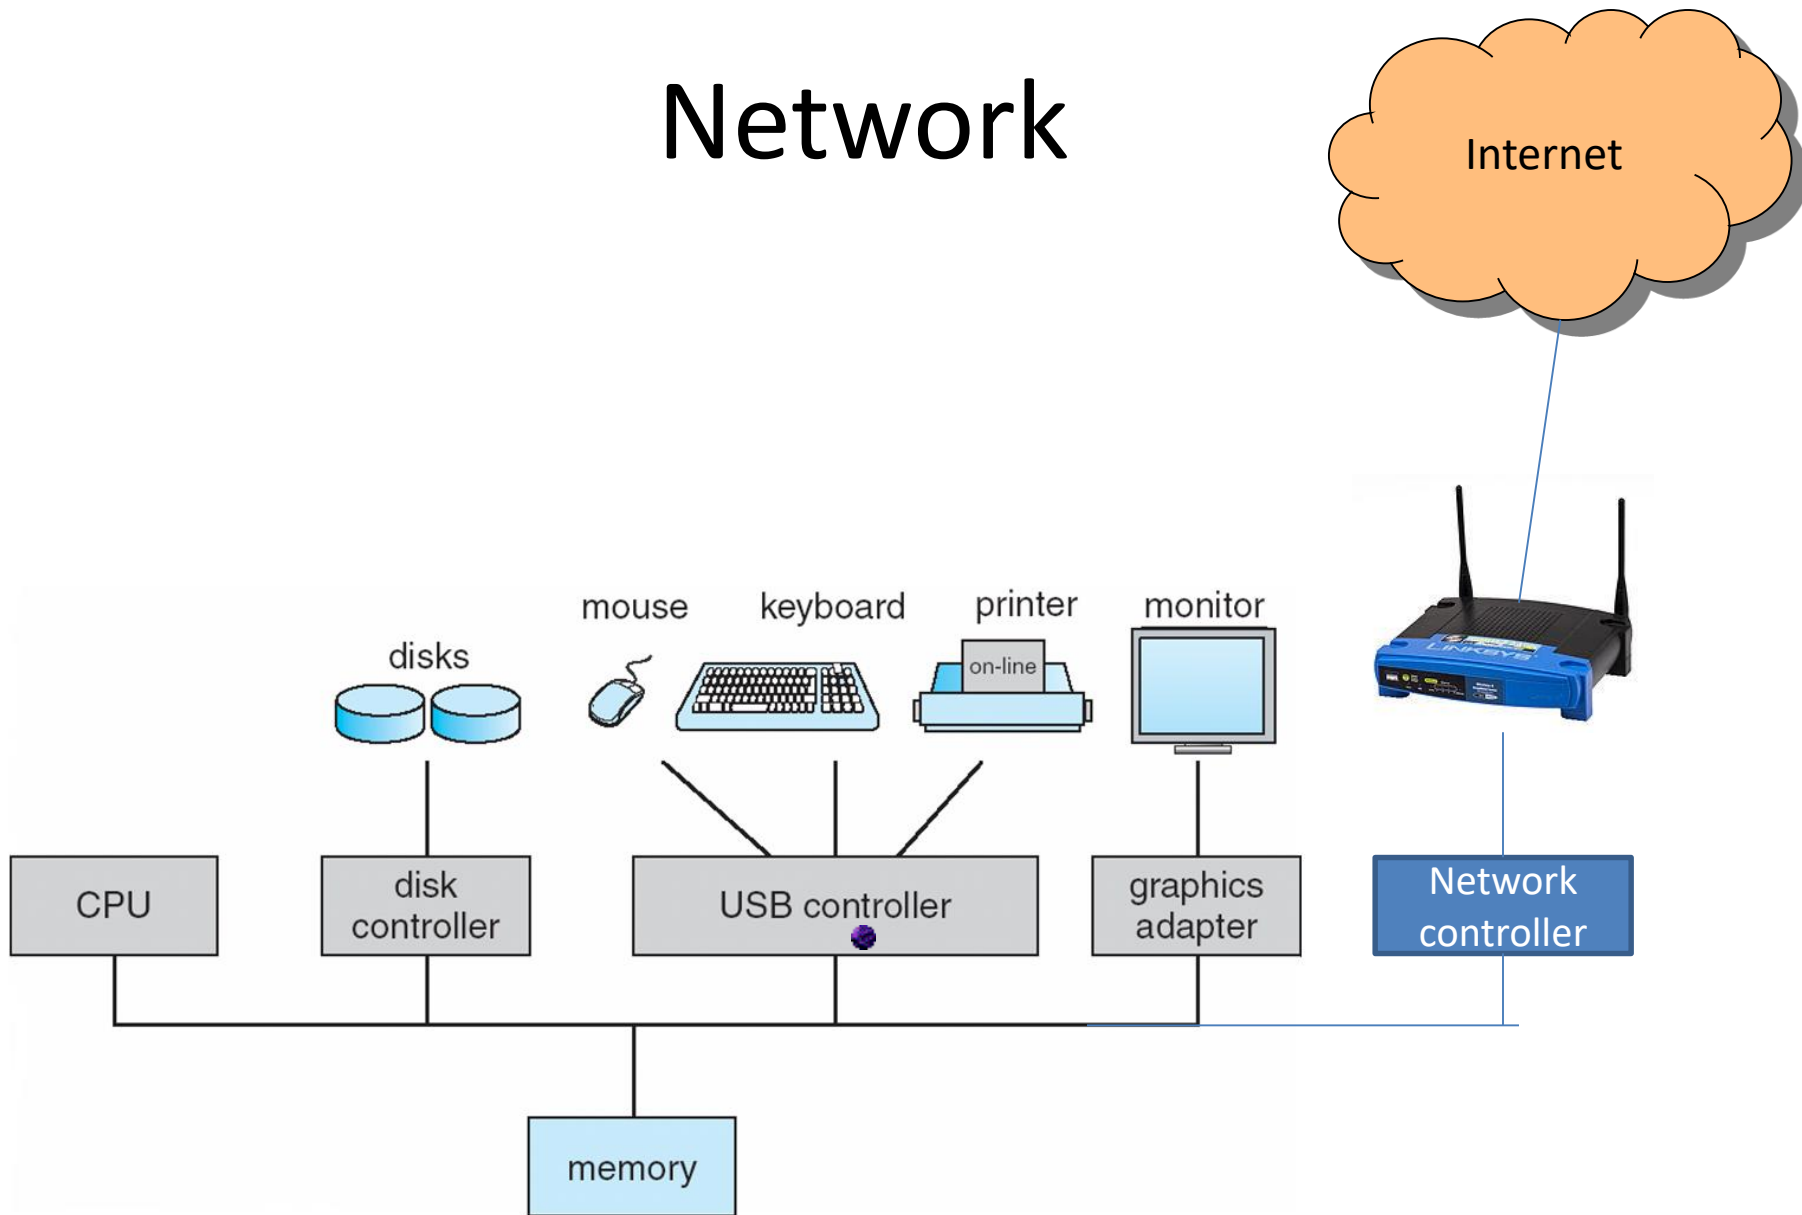 Network
Internet
mouse
keyboard
printer
monitor
disks
on-line
LINKSYS
CPU
disk
controller
USB controller
graphics
adapter
Network
controller
memory